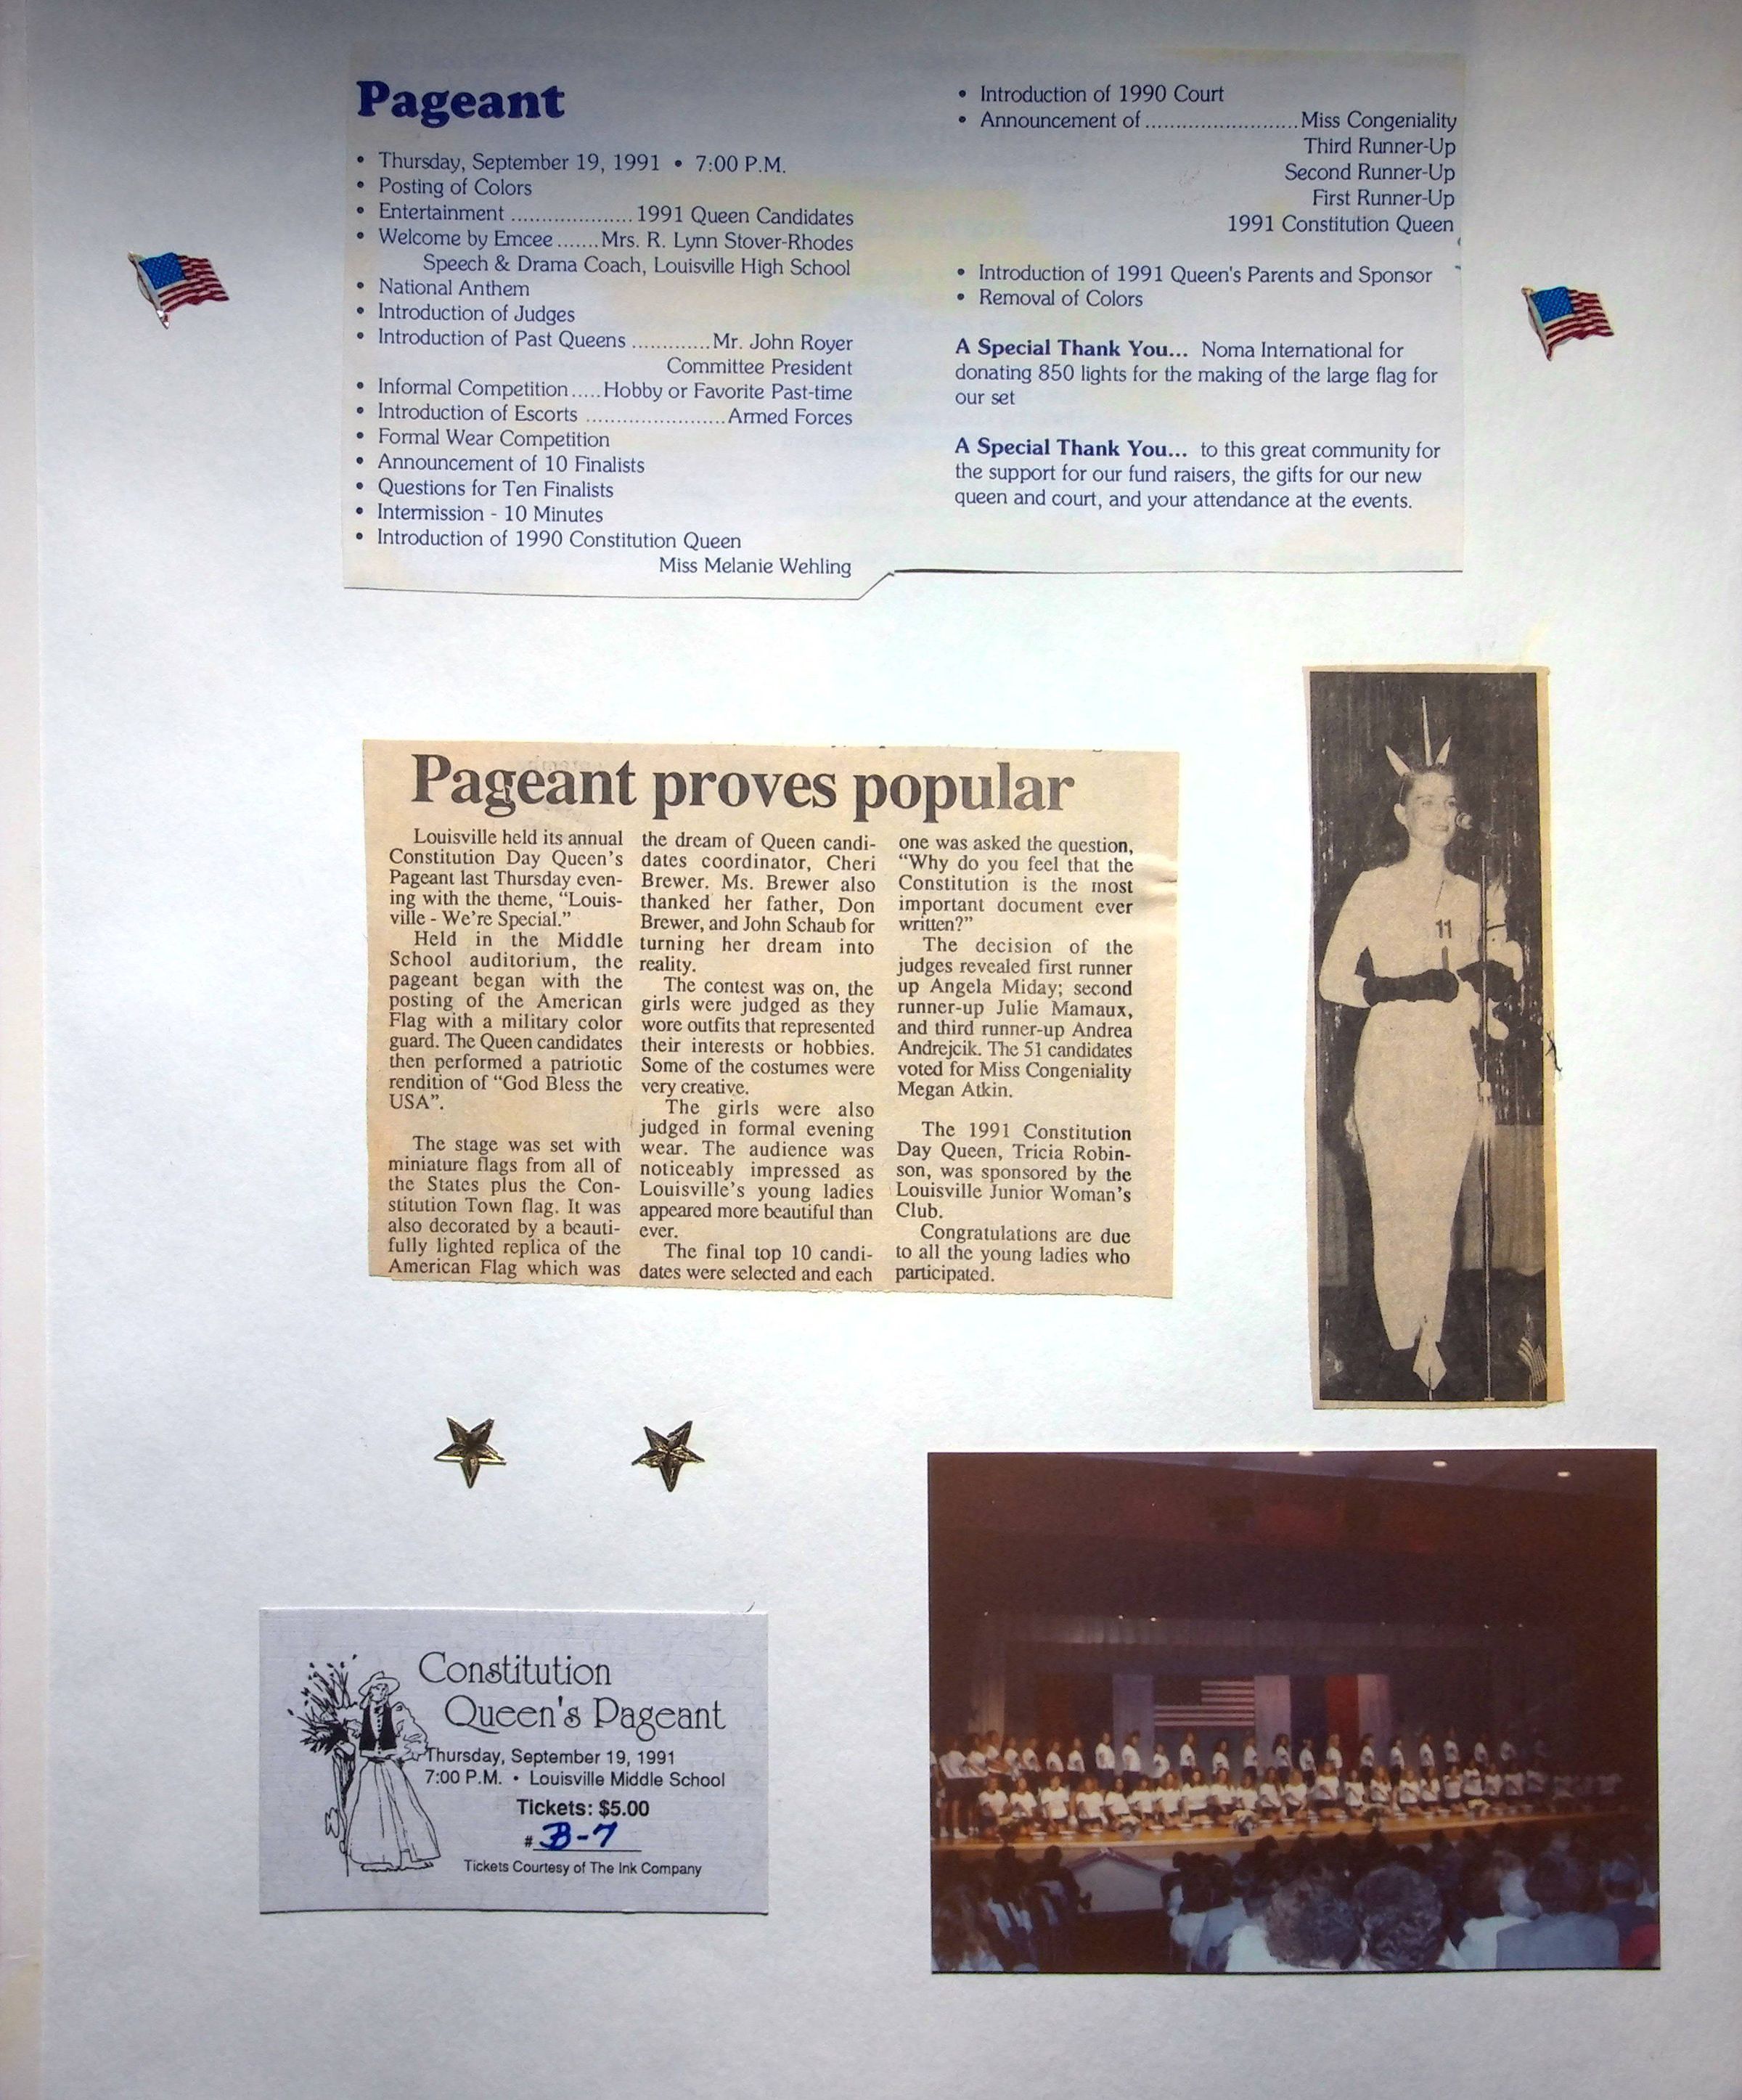 Pageant
• Thursday, September 19, 1991 • 7:00 P.M.
• Posting of Colors
• Entertainment ....................1991 Queen Candidates
• Welcome by Emcee .......Mrs. R. Lynn Stover-Rhodes
Speech & Drama Coach, Louisville High School
• National Anthem
• Introduction of Judges
• Introduction of Past Queens .............Mr. John Royer
Committee President
• Informal Competition.....Hobby or Favorite Past-time
• Introduction of Escorts .......................Armed Forces
• Formal Wear Competition
• Announcement of 10 Finalists
• Questions for Ten Finalists
• Intermission - 10 Minutes
• Introduction of 1990 Constitution Queen
Miss Melanie Wehling
• Introduction of 1990 Court
• Announcement of.........................Miss Congeniality
Third Runner-Up
Second Runner-Up
First Runner-Up
1991 Constitution Queen
• Introduction of 1991 Queen's Parents and Sponsor
• Removal of Colors
A Special Thank You... Noma International for
donating 850 lights for the making of the large flag for
our set
A Special Thank You... to this great community for
the support for our fund raisers, the gifts for our new
queen and court, and your attendance at the events.
Pageant proves popular
Louisville held its annual
Constitution Day Queen's
Pageant last Thursday even-
ing with the theme, "Louis-
ville - We're Special."
Held in the Middle
School auditorium, the
pageant began with the
posting of the American
Flag with a military color
guard. The Queen candidates
then performed a patriotic
rendition of "God Bless the
USA".
The stage was set with
miniature flags from all of
the States plus the Con-
stitution Town flag. It was
also decorated by a beauti-
fully lighted replica of the
American Flag which was
the dream of Queen candi-
dates coordinator, Cheri
Brewer. Ms. Brewer also
thanked her father, Don
Brewer, and John Schaub for
turning her dream into
reality.
The contest was on, the
girls were judged as they
wore outfits that represented
their interests or hobbies.
Some of the costumes were
very creative.
The girls were also
judged in formal evening
wear. The audience was
noticeably impressed as
Louisville's young ladies
appeared more beautiful than
ever.
The final top 10 candi-
dates were selected and each
one was asked the question,
"Why do you feel that the
Constitution is the most
important document ever
written?"
The decision of the
judges revealed first runner
up Angela Miday; second
runner-up Julie Mamaux,
and third runner-up Andrea
Andrejcik. The 51 candidates
voted for Miss Congeniality
Megan Atkin.
The 1991 Constitution
Day Queen, Tricia Robin-
son, was sponsored by the
Louisville Junior Woman's
Club.
Congratulations are due
to all the young ladies who
participated.
11
Constitution
Queen's Pageant
Thursday, September 19, 1991
7:00 P.M. • Louisville Middle School
Tickets: $5.00
# B-7
Tickets Courtesy of The Ink Company